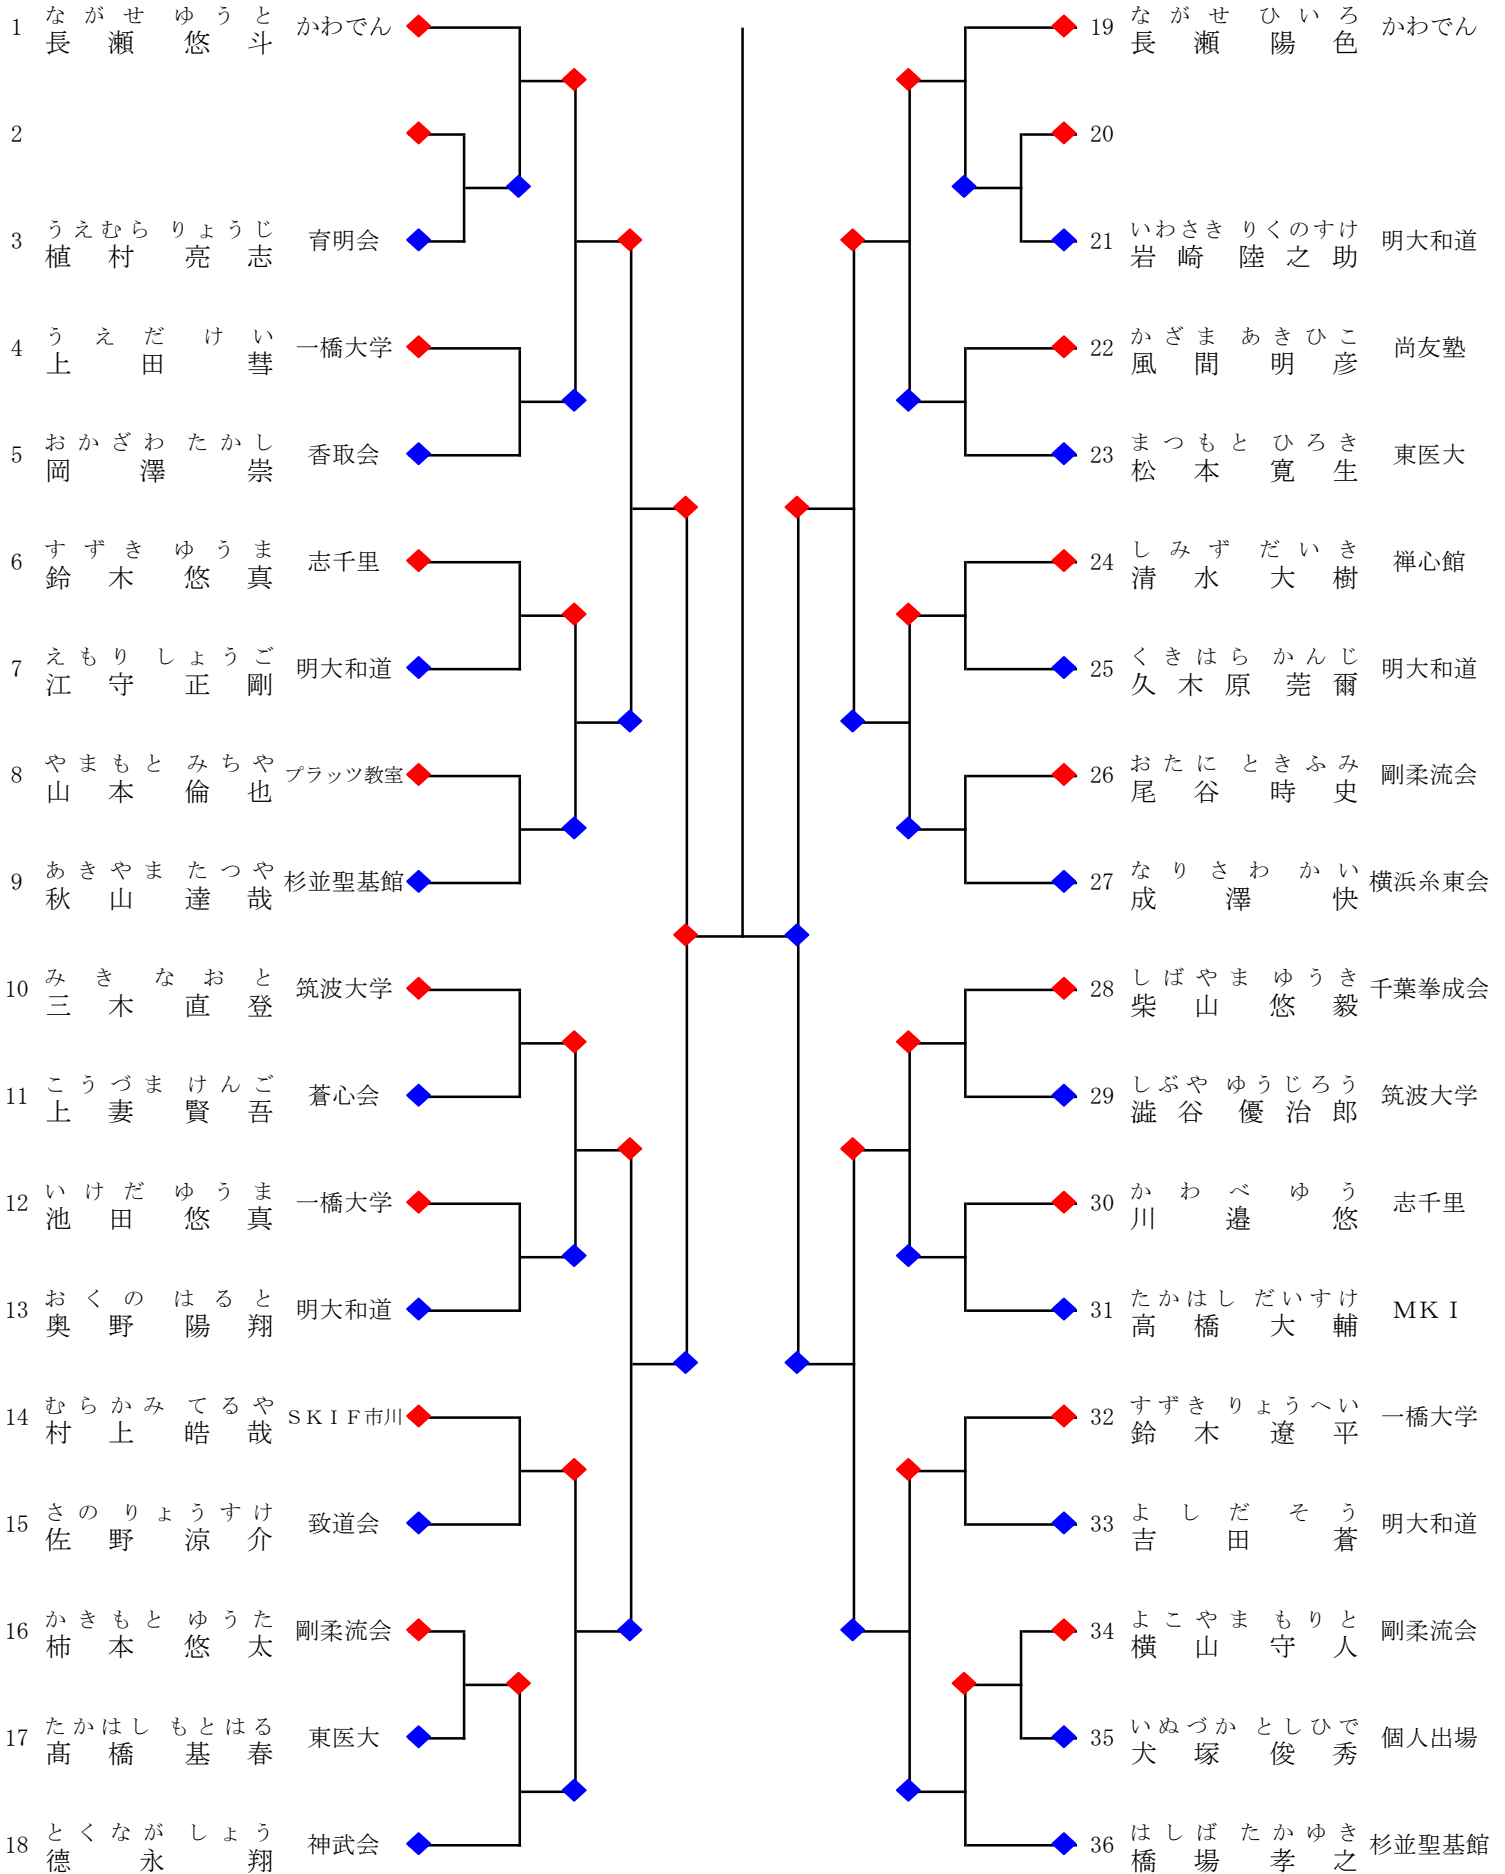 ながせ ゆうと
1 長瀬 悠斗 かわでん
2
うえむら りょうじ
3 植村 亮志 育明会
うえだ けい
4 上田 彗 一橋大学
おかざわ たかし
5 岡澤 崇 香取会
すずき ゆうま
6 鈴木 悠真 志千里
えもり しょうご
7 江守 正剛 明大和道
やまもと みちや
8 山本 倫也 プラッツ教室
あきやま たつや
9 秋山 達哉 杉並聖基館
みき なおと
10 三木 直登 筑波大学
こうづま けんご
11 上妻 賢吾 蒼心会
いけだ ゆうま
12 池田 悠真 一橋大学
おくの はると
13 奥野 陽翔 明大和道
むらかみ てるや
14 村上 皓哉 ＳＫＩＦ市川
さの りょうすけ
15 佐野 涼介 致道会
かきもと ゆうた
16 柿本 悠太 剛柔流会
たかはし もとはる
17 髙橋 基春 東医大
とくなが しょう
18 德永 翔 神武会
ながせ ひいろ
19 長瀬 陽色 かわでん
20
いわさき りくのすけ
21 岩崎 陸之助 明大和道
かざま あきひこ
22 風間 明彦 尚友塾
まつもと ひろき
23 松本 寛生 東医大
しみず だいき
24 清水 大樹 禅心館
くきはら かんじ
25 久木原 莞爾 明大和道
おたに ときふみ
26 尾谷 時史 剛柔流会
なりさわ かい
27 成澤 快 横浜糸東会
しばやま ゆうき
28 柴山 悠毅 千葉拳成会
しぶや ゆうじろう
29 澁谷 優治郎 筑波大学
かわべ ゆう
30 川邉 悠 志千里
たかはし だいすけ
31 高橋 大輔 ＭＫＩ
すずき りょうへい
32 鈴木 遼平 一橋大学
よしだ そう
33 吉田 蒼 明大和道
よこやま もりと
34 横山 守人 剛柔流会
いぬづか としひで
35 犬塚 俊秀 個人出場
はしば たかゆき
36 橋場 孝之 杉並聖基館